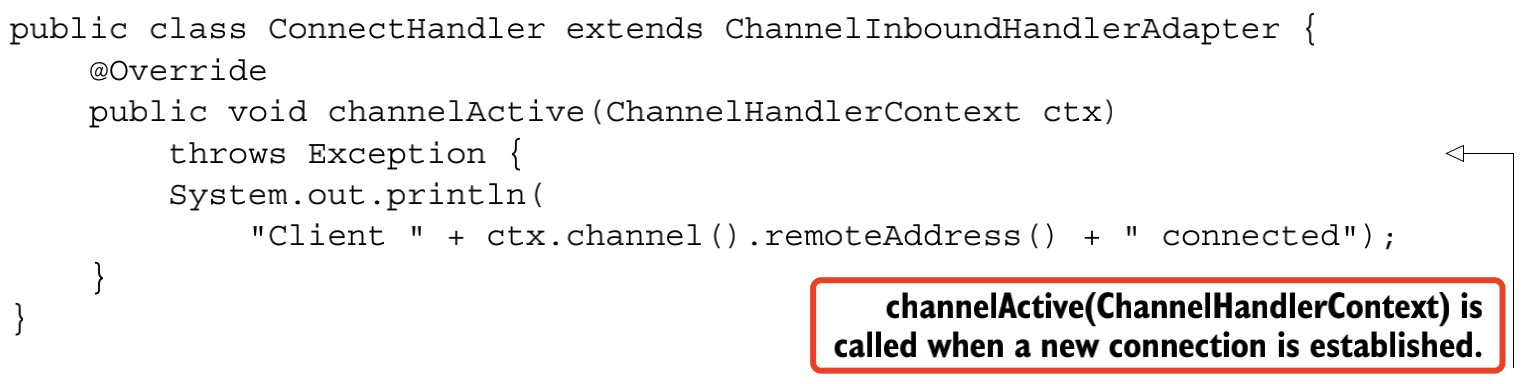 public class ConnectHandler extends ChannelInboundHandlerAdapter {
@Override
public void channelActive(ChannelHandlerContext ctx)
throws Exception {
System.out.println(
"Client " + ctx.channel().remoteAddress() + " connected");
}
}
channelActive(ChannelHandlerContext) is
called when a new connection is established.